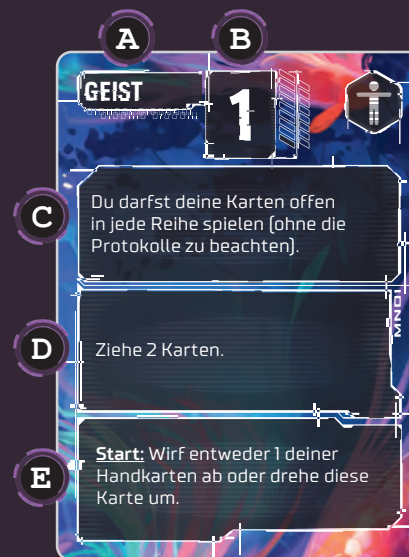 A
B
GEIST
1
C
Du darfst deine Karten offen
in jede Reihe spielen (ohne die
Protokolle zu beachten).
D
Ziehe 2 Karten.
MN01
E
Start: Wirf entweder 1 deiner
Handkarten ab oder drehe diese
Karte um.